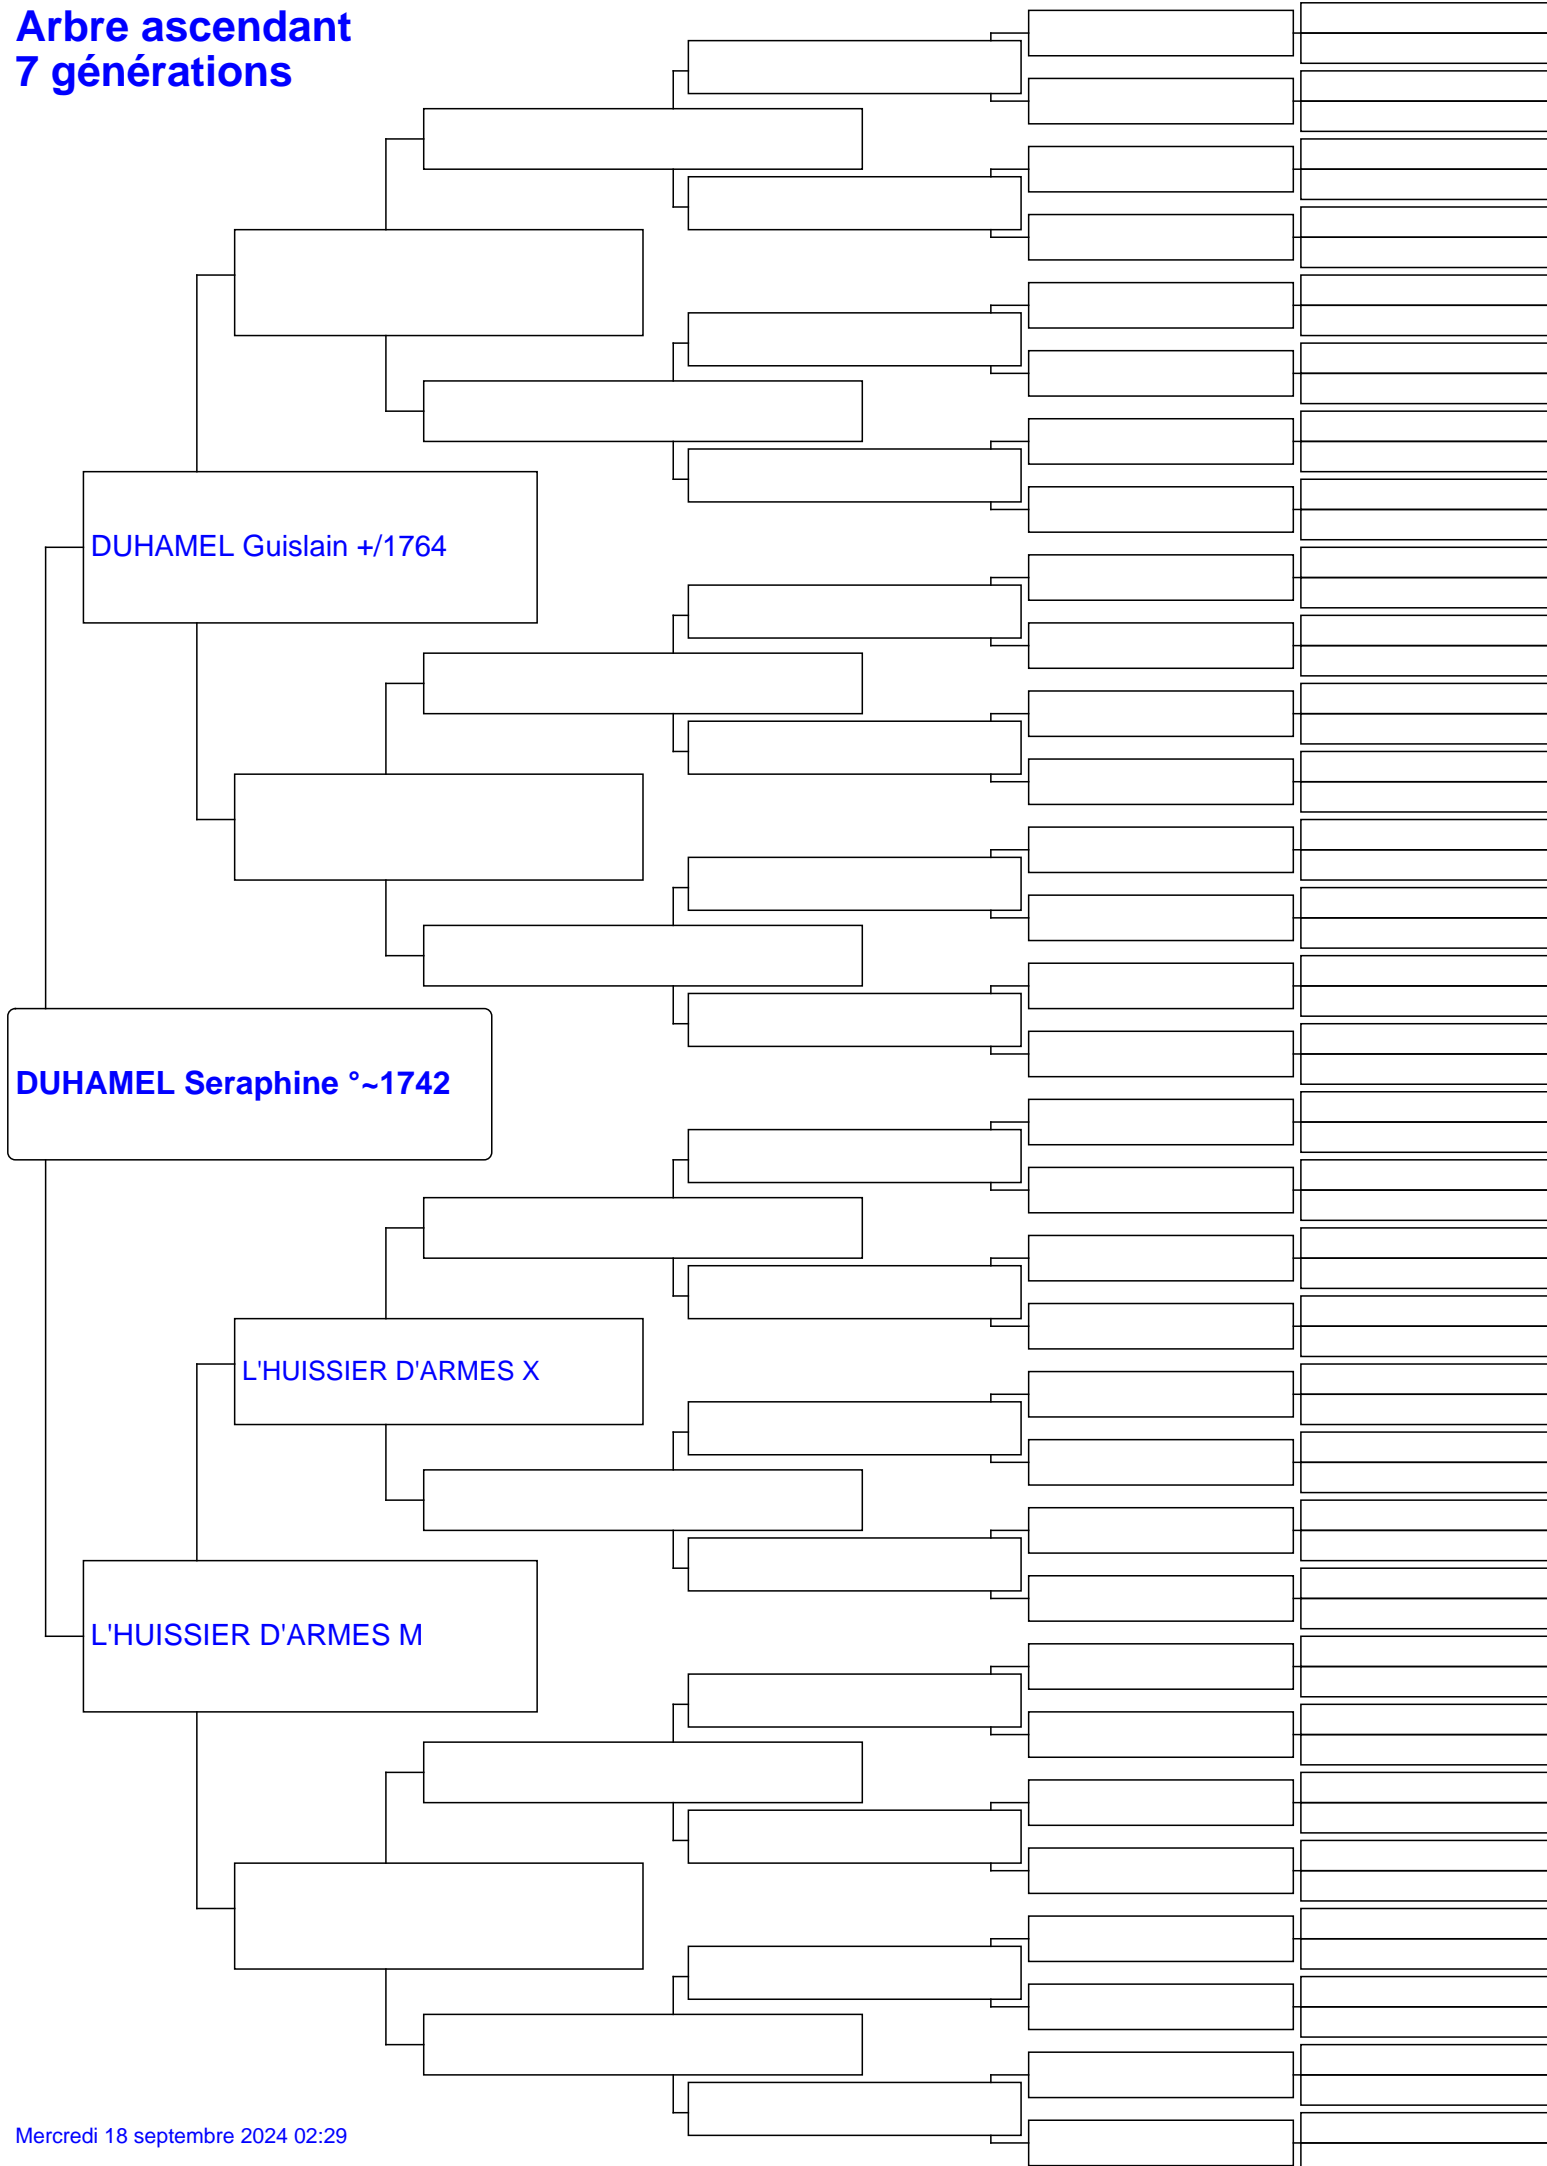 Arbre ascendant
7 générations
DUHAMEL Guislain +/1764
DUHAMEL Seraphine °~1742
L'HUISSIER D'ARMES X
L'HUISSIER D'ARMES M
Mercredi 18 septembre 2024 02:29